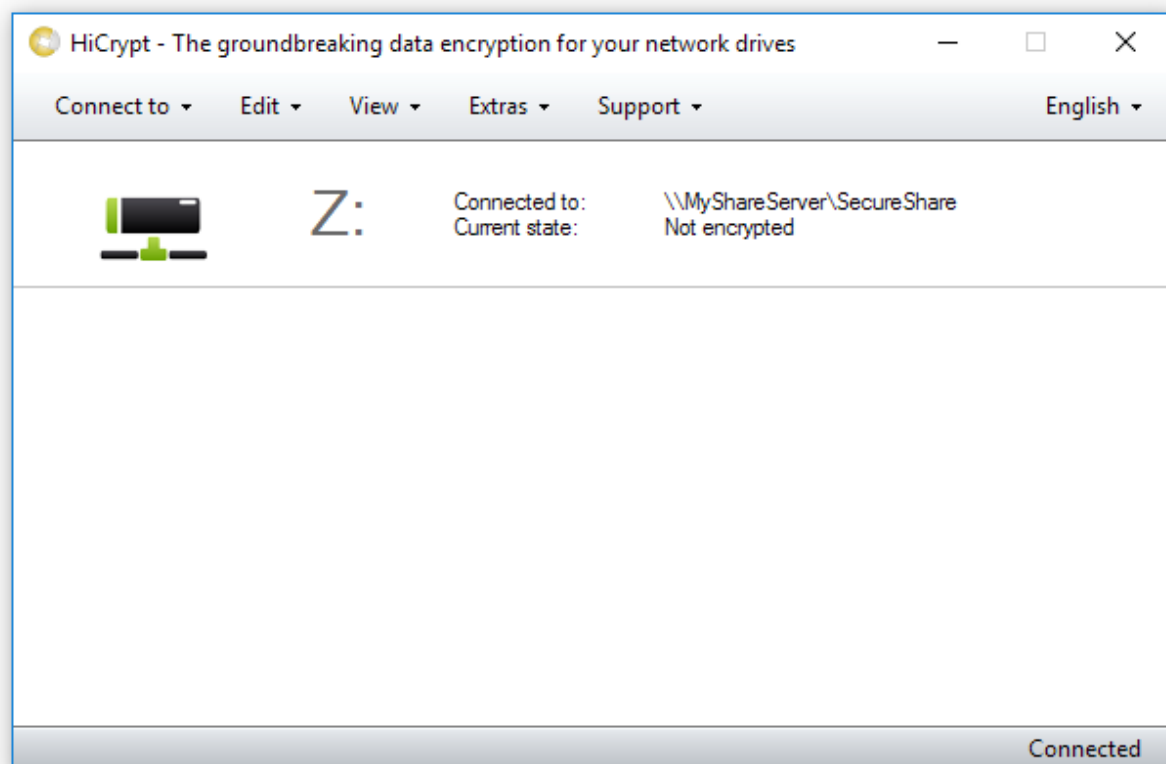 HiCrypt - The groundbreaking data encryption for your network drives
Connect to Edit View Extras Support English
Z: Connected to: \\MyShareServer\SecureShare
Current state: Not encrypted
Connected